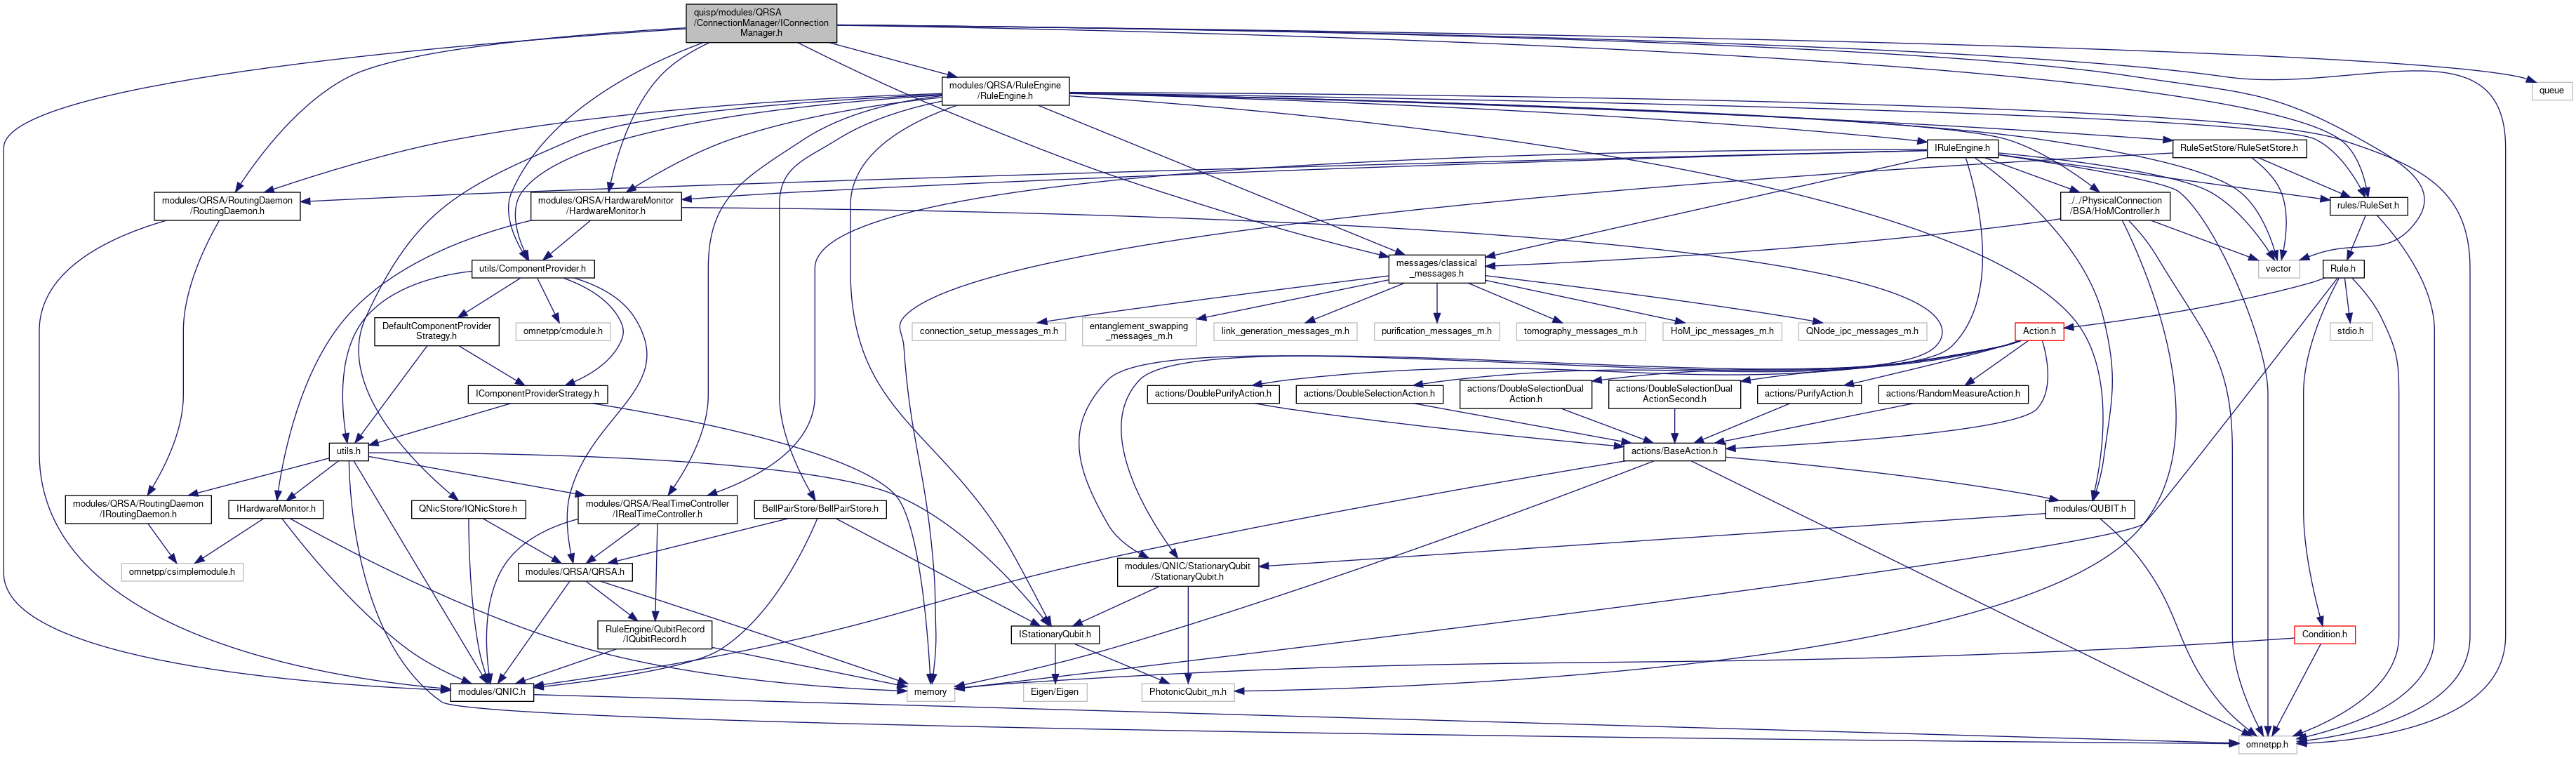 quisp/modules/QRSA
/ConnectionManager/IConnection
Manager.h
modules/QRSA/RuleEngine
/RuleEngine.h
queue
IRuleEngine.h
RuleSetStore/RuleSetStore.h
modules/QRSA/RoutingDaemon
/RoutingDaemon.h
modules/QRSA/HardwareMonitor
/HardwareMonitor.h
../../PhysicalConnection
/BSA/HoMController.h
rules/RuleSet.h
utils/ComponentProvider.h
messages/classical
_messages.h
vector
Rule.h
DefaultComponentProvider
Strategy.h
omnetpp/cmodule.h
connection_setup_messages_m.h
entanglement_swapping
_messages_m.h
link_generation_messages_m.h
purification_messages_m.h
tomography_messages_m.h
HoM_ipc_messages_m.h
QNode_ipc_messages_m.h
Action.h
stdio.h
IComponentProviderStrategy.h
actions/DoublePurifyAction.h
actions/DoubleSelectionAction.h
actions/DoubleSelectionDual
Action.h
actions/DoubleSelectionDual
ActionSecond.h
actions/PurifyAction.h
actions/RandomMeasureAction.h
utils.h
actions/BaseAction.h
modules/QRSA/RoutingDaemon
/IRoutingDaemon.h
IHardwareMonitor.h
QNicStore/IQNicStore.h
modules/QRSA/RealTimeController
/IRealTimeController.h
BellPairStore/BellPairStore.h
modules/QUBIT.h
omnetpp/csimplemodule.h
modules/QRSA/QRSA.h
modules/QNIC/StationaryQubit
/StationaryQubit.h
RuleEngine/QubitRecord
/IQubitRecord.h
IStationaryQubit.h
Condition.h
modules/QNIC.h
memory
Eigen/Eigen
PhotonicQubit_m.h
omnetpp.h